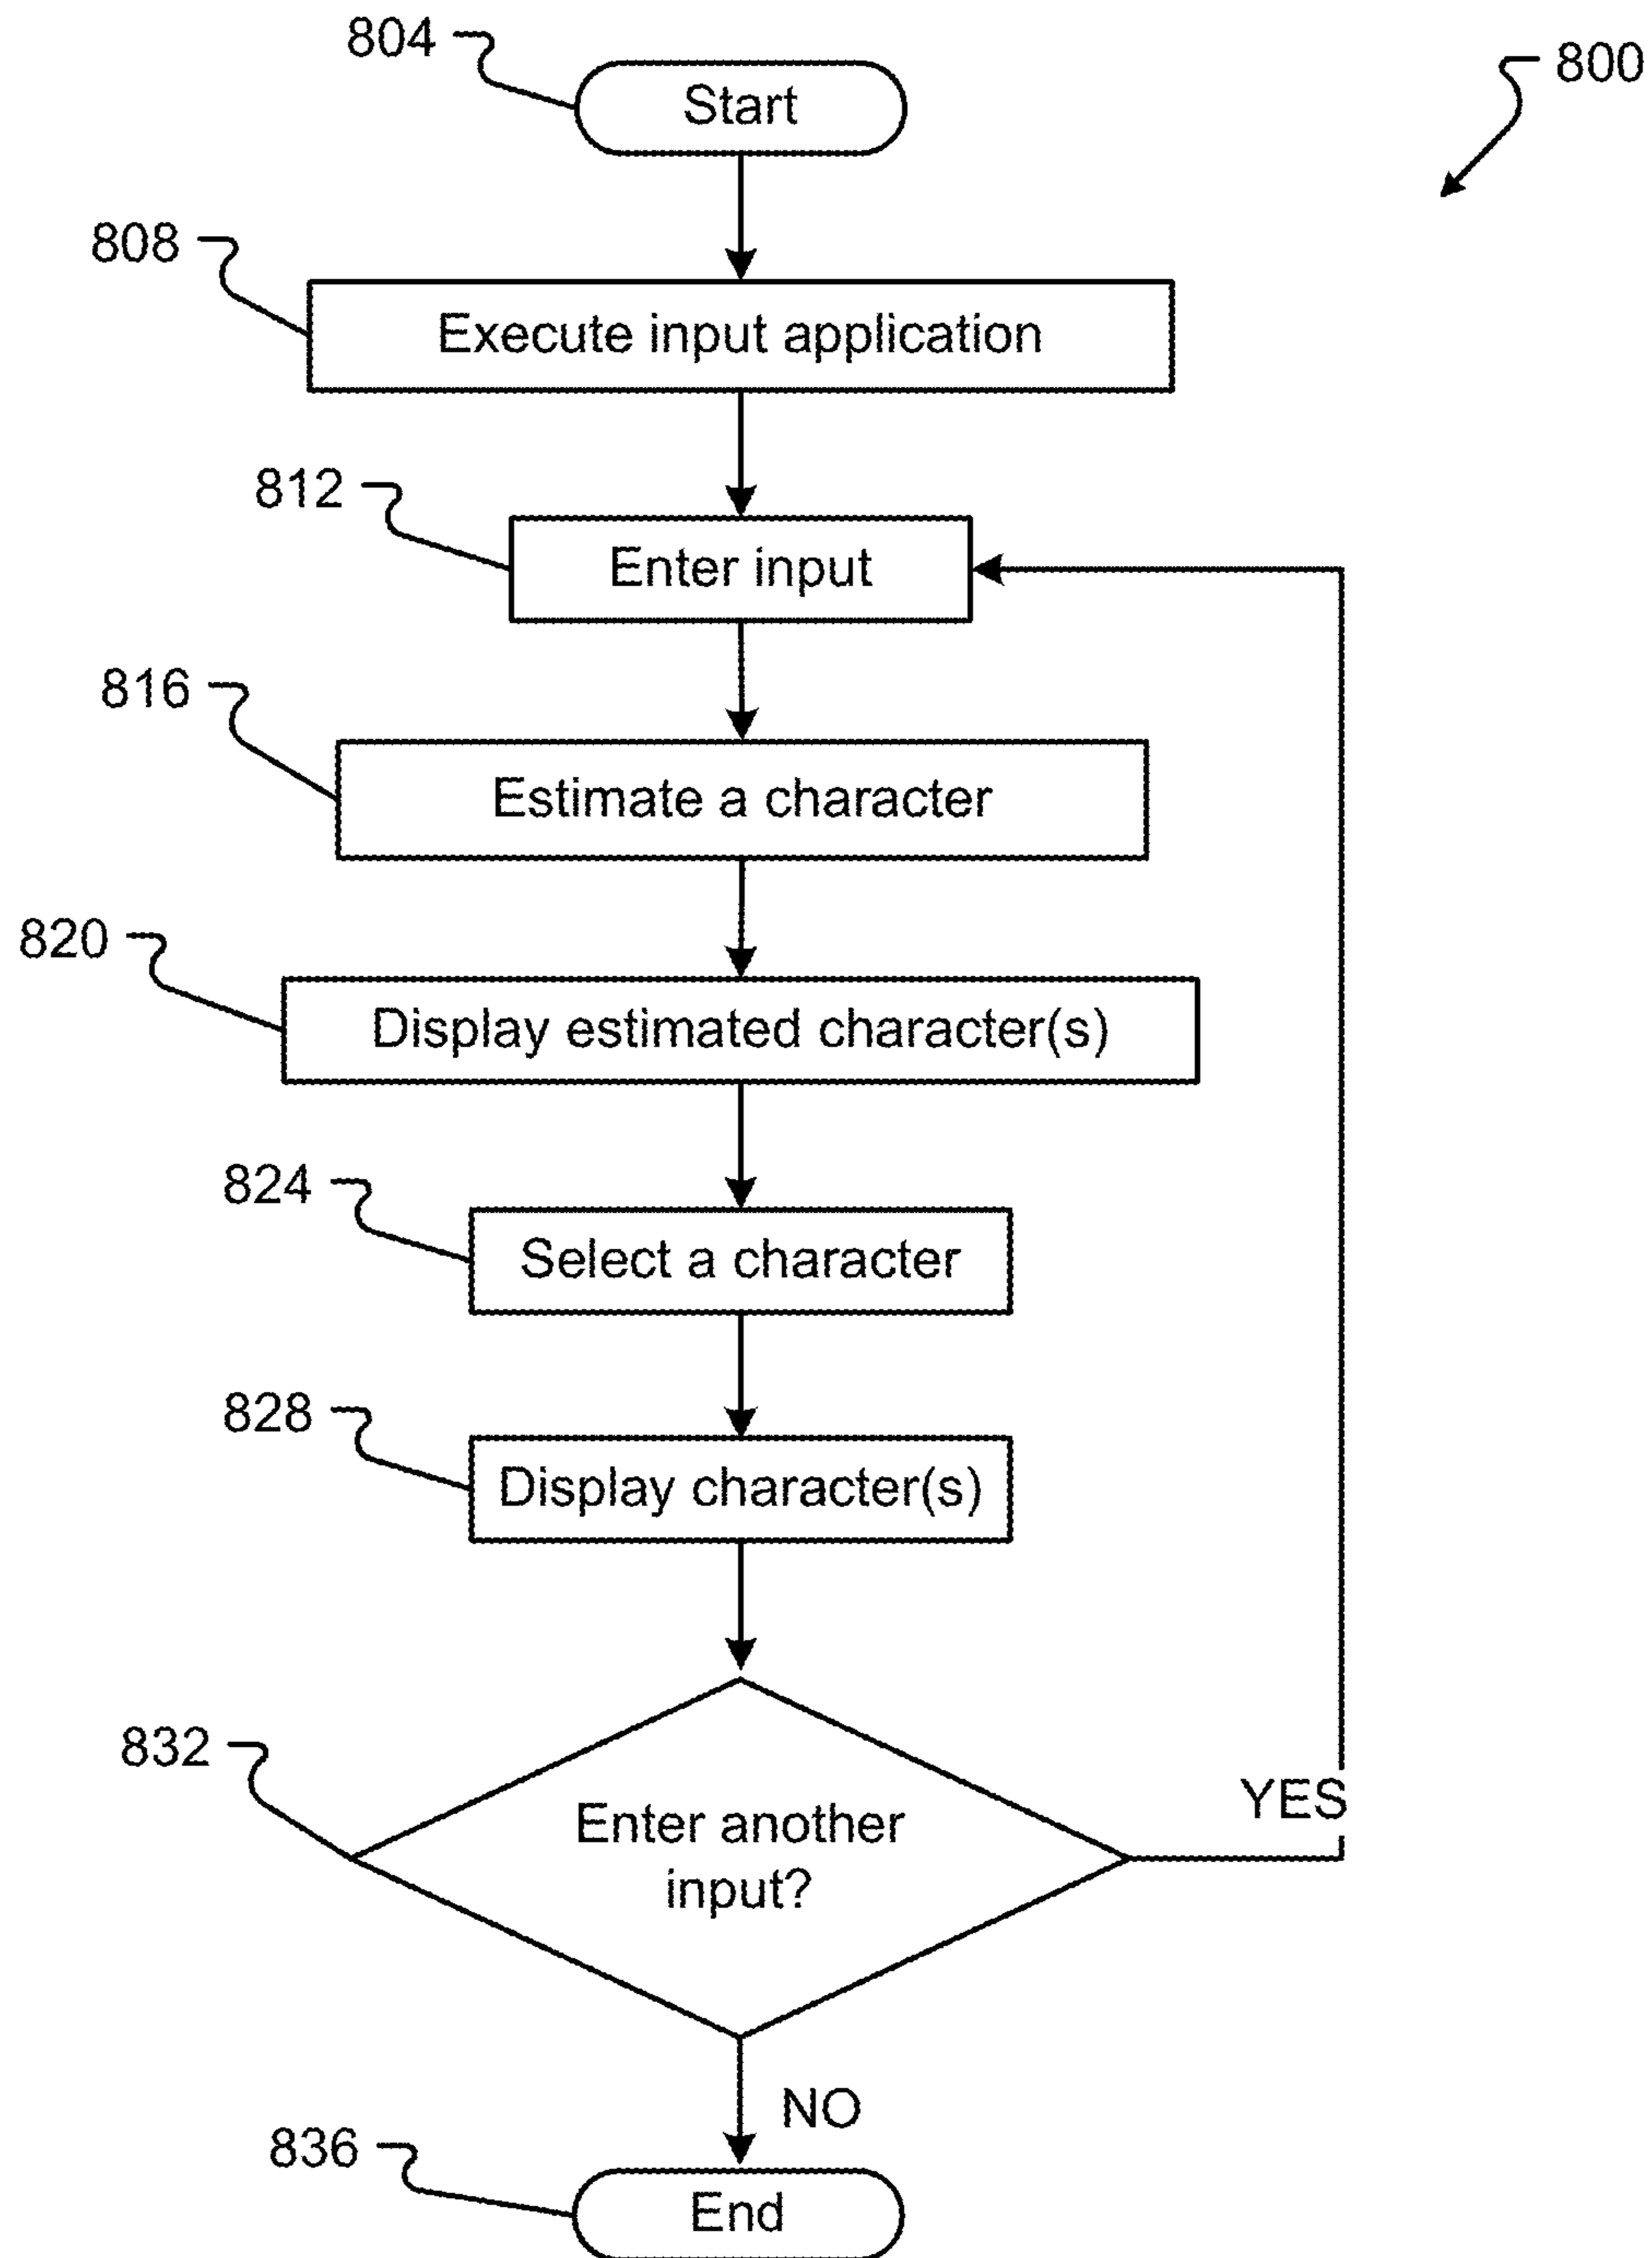 804
Start
800
808
Execute input application
812
Enter input
816
Estimate a character
820
Display estimated character(s)
824
Select a character
828
Display character(s)
832
Enter another
input?
YES
NO
836
End